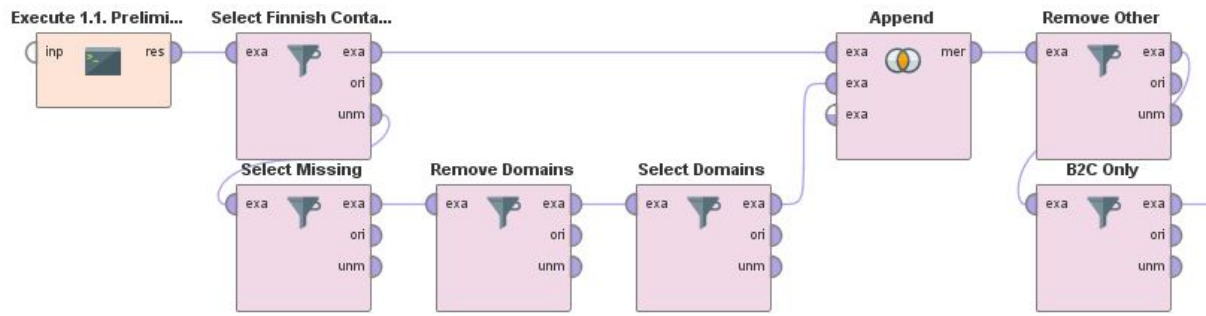 Execute 1.1. Prelimi...
Select Finnish Conta...
Append
Remove Other
inp
res
exa
exa
ori
unm
exa
exa
exa
mer
exa
exa
ori
unm
Select Missing
Remove Domains
Select Domains
B2C Only
exa
exa
ori
unm
exa
exa
ori
unm
exa
exa
ori
unm
exa
exa
ori
unm